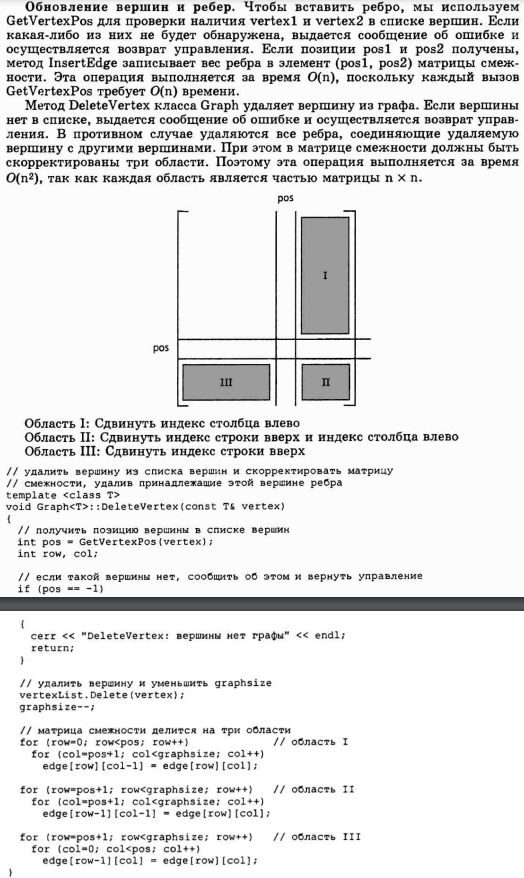 Обновление вершин и ребер. Чтобы вставить ребро, мы используем
GetVertexPos для проверки наличия vertex1 и vertex2 в списке вершин. Если
какая-либо из них не будет обнаружена, выдается сообщение об ошибке и
осуществляется возврат управления. Если позиции pos1 и pos2 получены,
метод InsertEdge записывает вес ребра в элемент (pos1, pos2) матрицы смеж-
ности. Эта операция выполняется за время O(n), поскольку каждый вызов
GetVertexPos требует O(n) времени.
Метод DeleteVertex класса Graph удаляет вершину из графа. Если вершины
нет в списке, выдается сообщение об ошибке и осуществляется возврат управ-
ления. В противном случае удаляются все ребра, соединяющие удаляемую
вершину с другими вершинами. При этом в матрице смежности должны быть
скорректированы три области. Поэтому эта операция выполняется за время
O(n²), так как каждая область является частью матрицы n x n.
pos
I
pos
III
II
Область I: Сдвинуть индекс столбца влево
Область II: Сдвинуть индекс строки вверх и индекс столбца влево
Область III: Сдвинуть индекс строки вверх
// удалить вершину из списка вершин и скорректировать матрицу
// смежности, удалив принадлежащие этой вершине ребра
template <class T>
void Graph<T>::DeleteVertex(const T& vertex)
{
// получить позицию вершины в списке вершин
int pos = GetVertexPos(vertex);
int row, col;
// если такой вершины нет, сообщить об этом и вернуть управление
if (pos == -1)
{
cerr << "DeleteVertex: вершины нет графы" << endl;
return;
}
// удалить вершину и уменьшить graphsize
vertexList.Delete(vertex);
graphsize--;
// матрица смежности делится на три области
for (row=0; row<pos; row++) // область I
for (col=pos+1; col<graphsize; col++)
edge[row][col-1] = edge[row][col];
for (row=pos+1; row<graphsize; row++) // область II
for (col=pos+1; col<graphsize; col++)
edge[row-1][col-1] = edge[row][col];
for (row=pos+1; row<graphsize; row++) // область III
for (col=0; col<pos; col++)
edge[row-1][col] = edge[row][col];
}